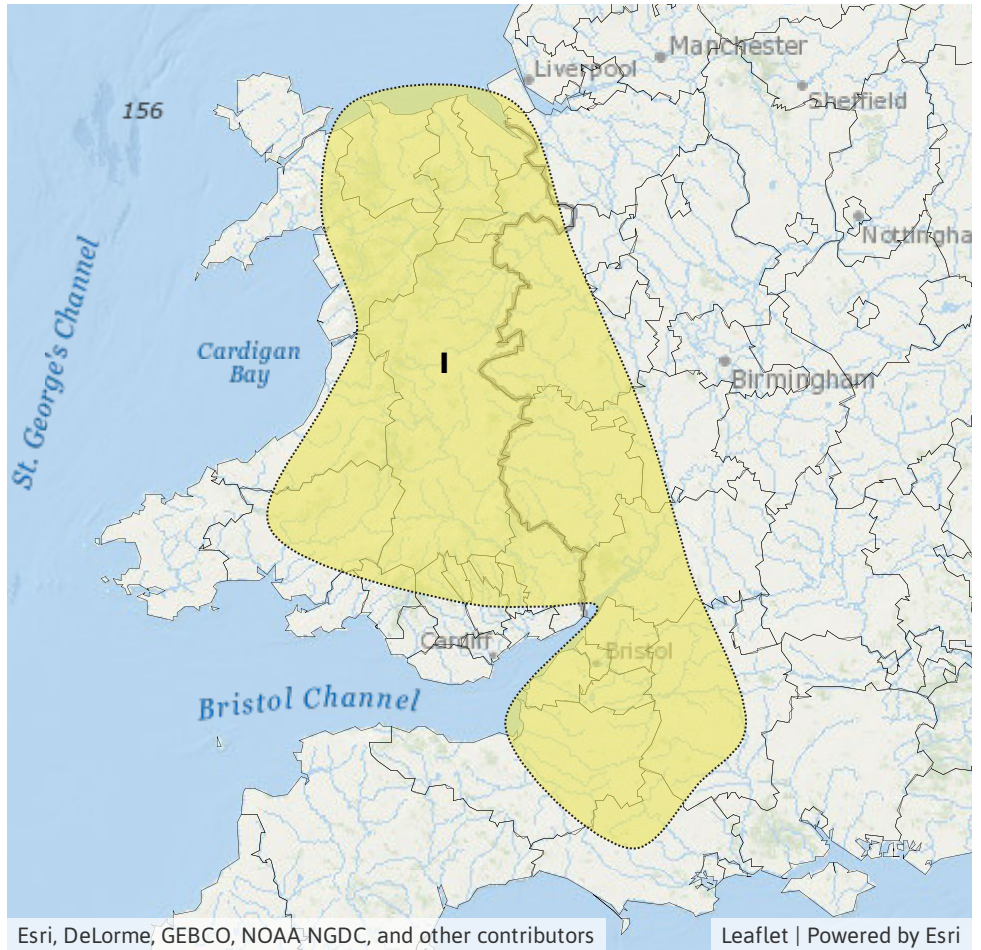 Manchester
Liverpool
Sheffield
156
Nottingha
St. George's Channel
Cardigan
Bay
I
Birmingham
Cardiff
Bristol
Bristol Channel
Esri, DeLorme, GEBCO, NOAA NGDC, and other contributors
Leaflet | Powered by Esri